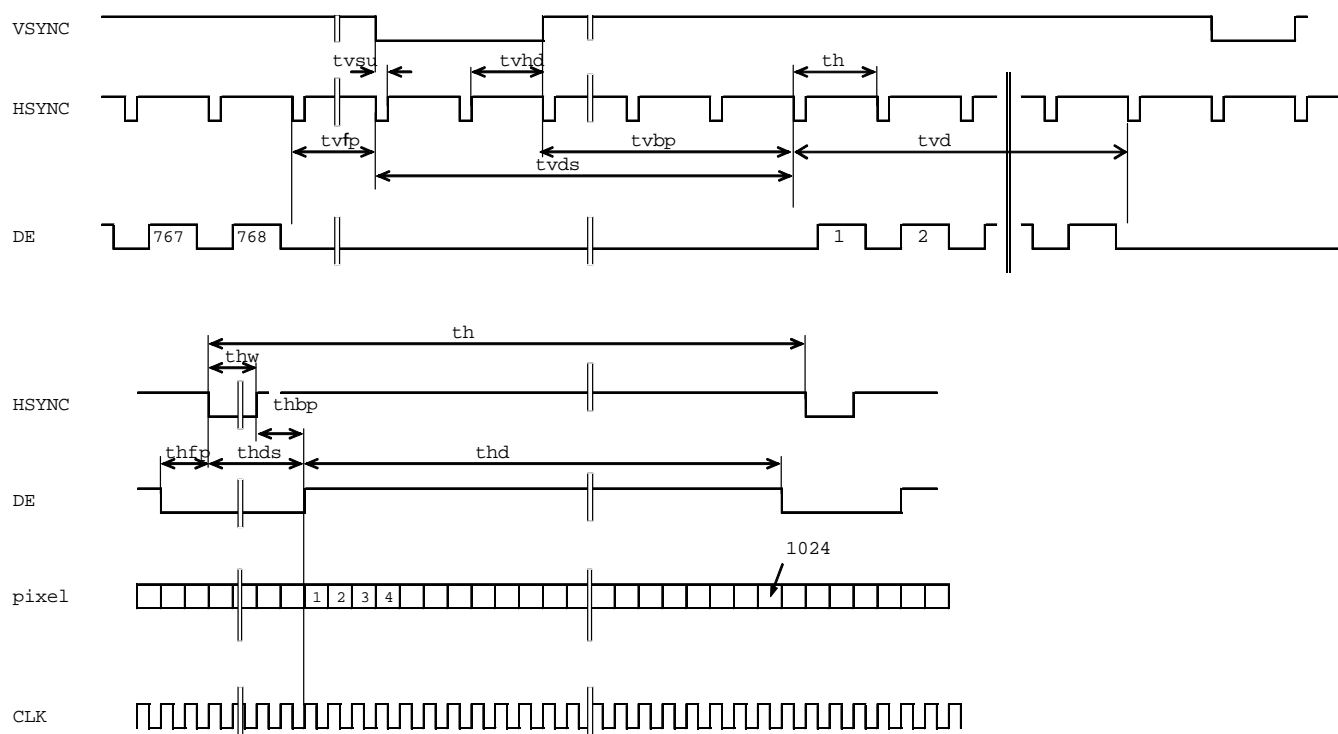 VSYNC
tvsu
tvhd
th
HSYNC
tvfp
tvbp
tvd
tvds
DE
767
768
1
2
th
thw
HSYNC
thbp
thfp
thds
thd
DE
1024
pixel
1
2
3
4
CLK